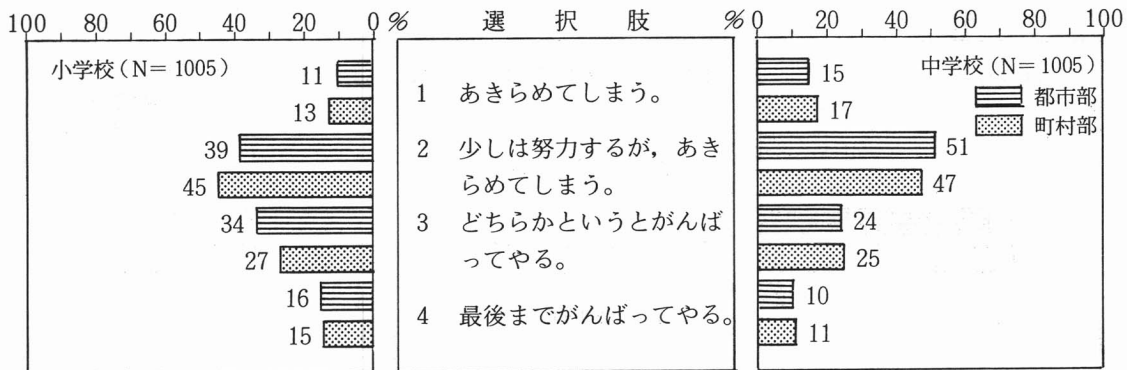 100 80 60 40 20 0 % 選択肢 % 0 20 40 60 80 100
小学校(N=1005)
11
13
39
45
34
27
16
15
1 あきらめてしまう。
2 少しは努力するが,あき
らめてしまう。
3 どちらかというとがんば
ってやる。
4 最後までがんばってやる。
中学校(N=1005)
都市部
町村部
15
17
51
47
24
25
10
11